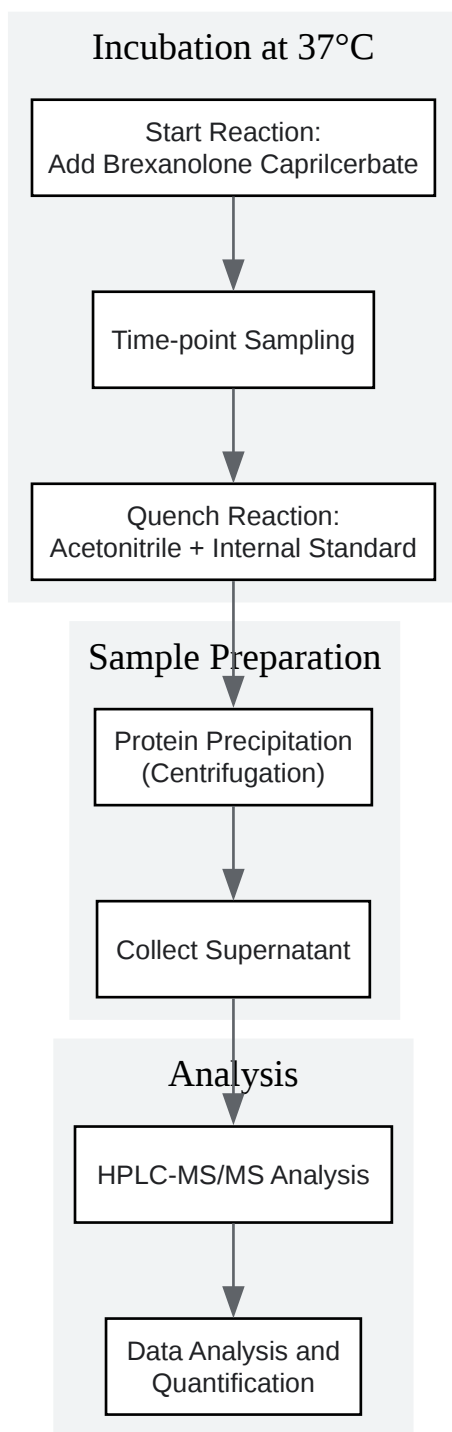 Incubation at 37°C
Start Reaction:
Add Brexanolone Caprilcerbate
Time-point Sampling
Quench Reaction:
Acetonitrile + Internal Standard
Sample Preparation
Protein Precipitation
(Centrifugation)
Collect Supernatant
Analysis
HPLC-MS/MS Analysis
Data Analysis and
Quantification